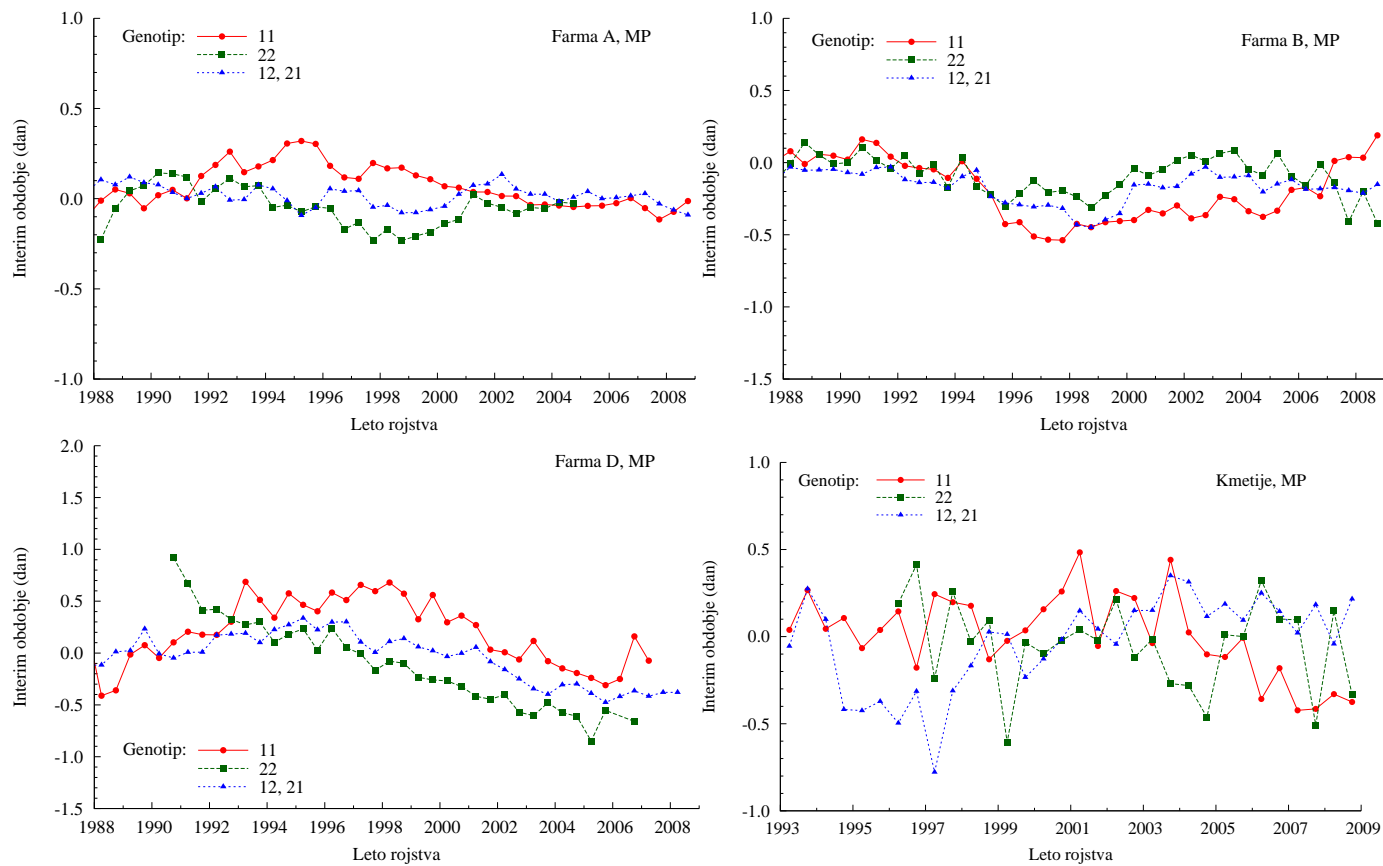 Farma A, MP
Genotip:
11
22
12, 21
Interim obdobje (dan)
1.0
0.5
0.0
-0.5
-1.0
1988 1990 1992 1994 1996 1998 2000 2002 2004 2006 2008
Leto rojstva
Farma B, MP
Genotip:
11
22
12, 21
Interim obdobje (dan)
1.0
0.5
0.0
-0.5
-1.0
-1.5
1988 1990 1992 1994 1996 1998 2000 2002 2004 2006 2008
Leto rojstva
Farma D, MP
Interim obdobje (dan)
2.0
1.5
1.0
0.5
0.0
-0.5
-1.0
-1.5
Genotip:
11
22
12, 21
1988 1990 1992 1994 1996 1998 2000 2002 2004 2006 2008
Leto rojstva
Kmetije, MP
Genotip:
11
22
12, 21
Interim obdobje (dan)
1.0
0.5
0.0
-0.5
-1.0
1993 1995 1997 1999 2001 2003 2005 2007 2009
Leto rojstva